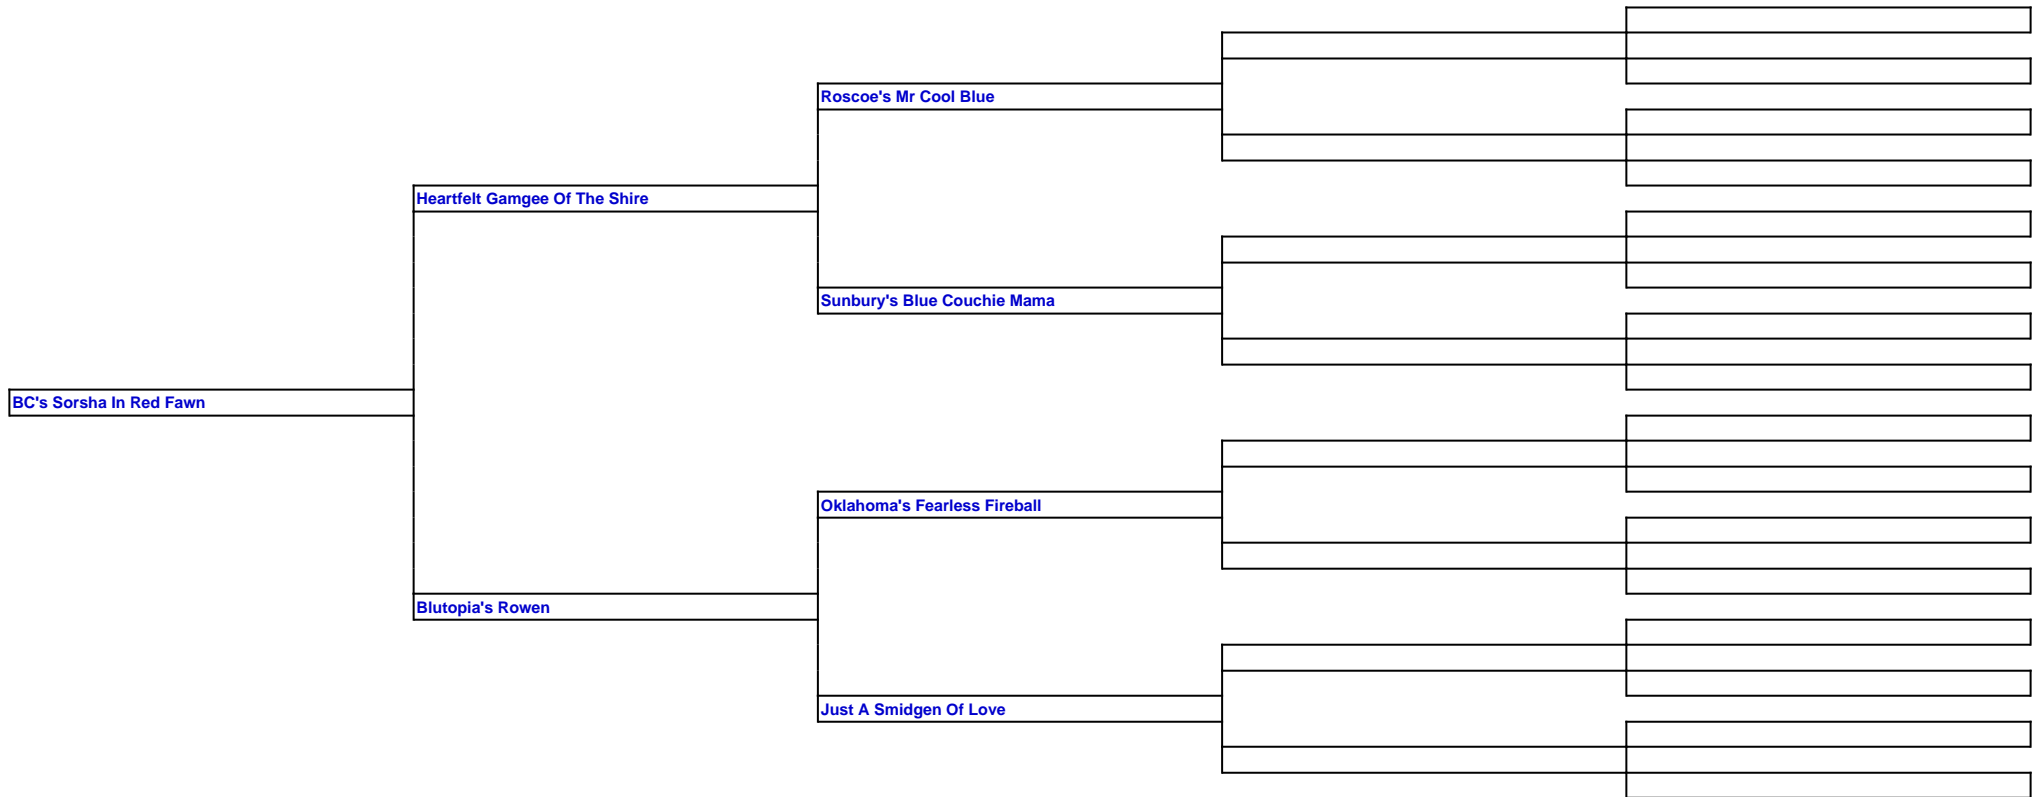 Roscoe's Mr Cool Blue
Heartfelt Gamgee Of The Shire
Sunbury's Blue Couchie Mama
BC's Sorsha In Red Fawn
Oklahoma's Fearless Fireball
Blutopia's Rowen
Just A Smidgen Of Love